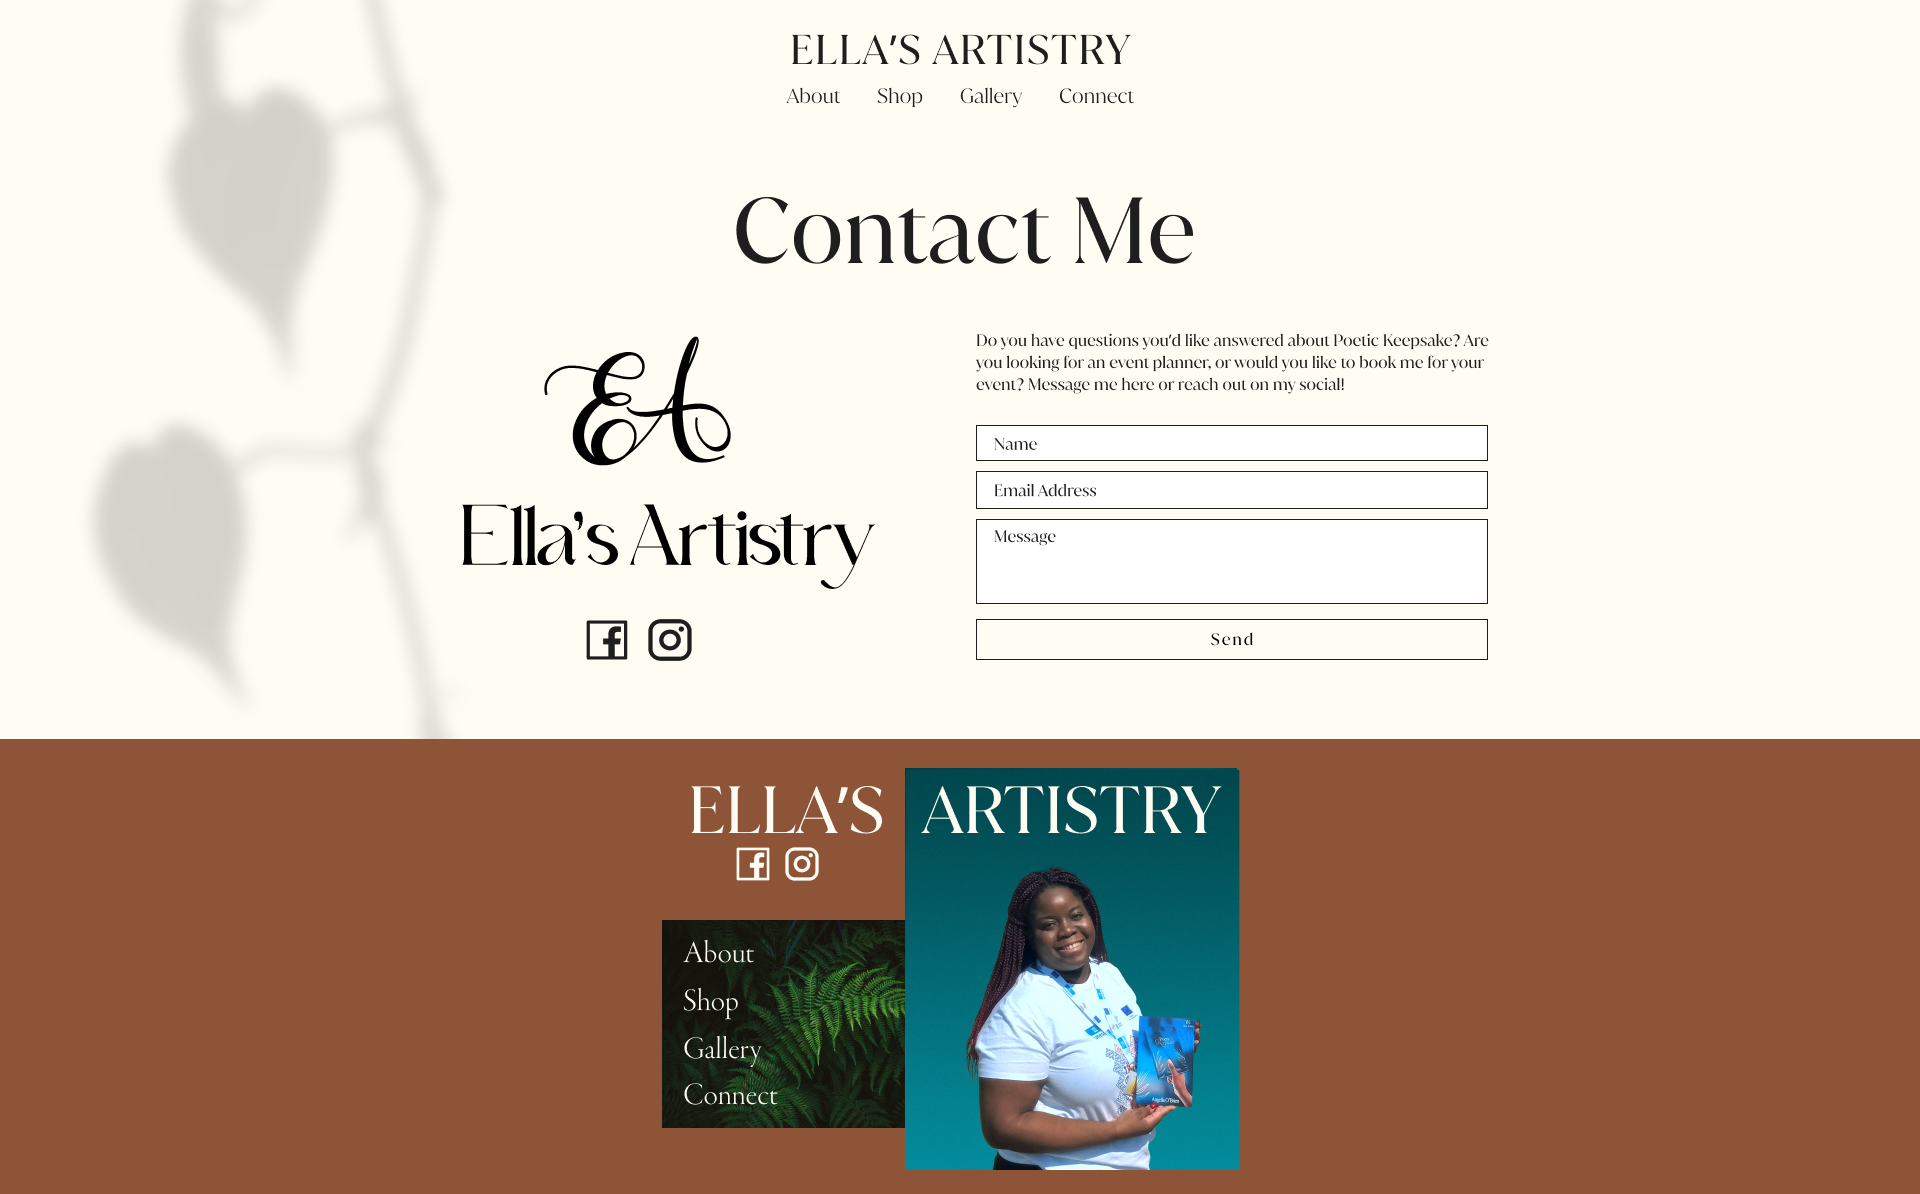 ELLA'S ARTISTRY
About Shop Gallery Connect
Contact Me
EA
Ella's Artistry
Do you have questions you'd like answered about Poetic Keepsake? Are
you looking for an event planner, or would you like to book me for your
event? Message me here or reach out on my social!
Name
Email Address
Message
Send
ELLA'S ARTISTRY
About
Shop
Gallery
Connect
Angella O'Brien